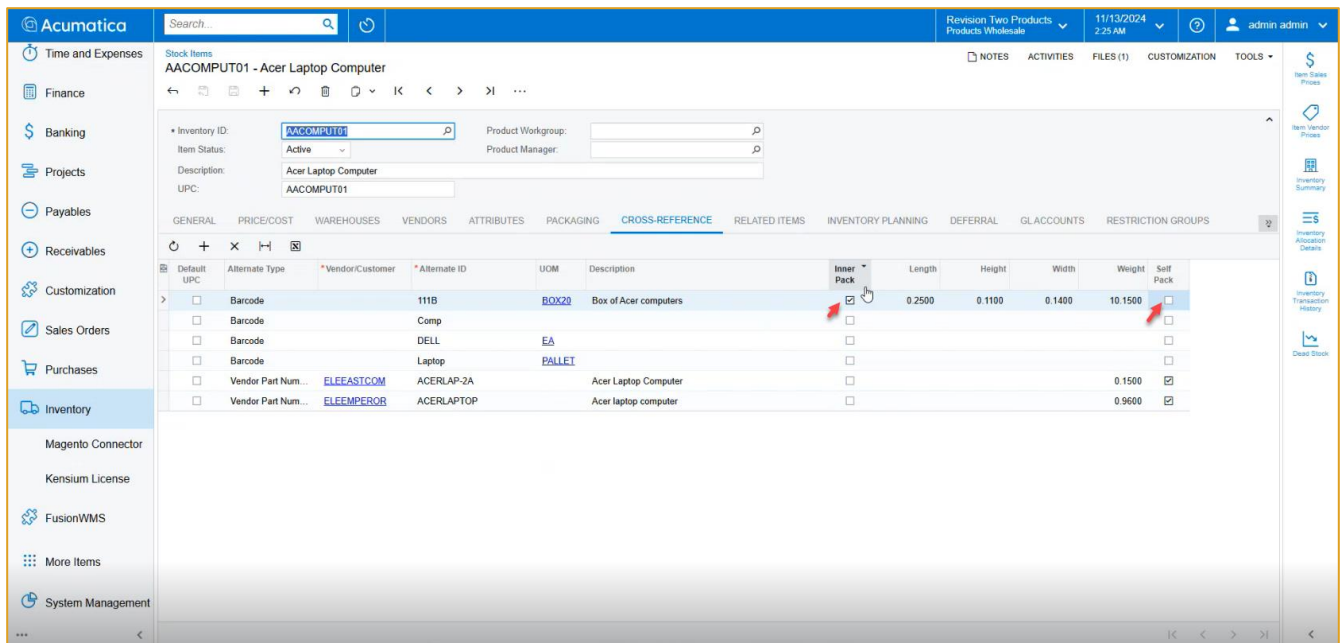 Acumatica
Search...
Revision Two Products
Products Wholesale
11/13/2024
2:25 AM
admin admin
Time and Expenses
Finance
Banking
Projects
Payables
Receivables
Customization
Sales Orders
Purchases
Inventory
Magento Connector
Kensium License
FusionWMS
More Items
System Management
Stock Items
AACOMPUT01 - Acer Laptop Computer
NOTES ACTIVITIES FILES (1) CUSTOMIZATION TOOLS
Inventory ID: AACOMPUT01 Product Workgroup:
Item Status: Active Product Manager:
Description: Acer Laptop Computer
UPC: AACOMPUT01
GENERAL PRICE/COST WAREHOUSES VENDORS ATTRIBUTES PACKAGING CROSS-REFERENCE RELATED ITEMS INVENTORY PLANNING DEFERRAL GL ACCOUNTS RESTRICTION GROUPS
Default UPC Alternate Type *Vendor/Customer *Alternate ID UOM Description Inner Pack Length Height Width Weight Self Pack
Barcode 111B BOX20 Box of Acer computers 0.2500 0.1100 0.1400 10.1500
Barcode Comp
Barcode DELL EA
Barcode Laptop PALLET
Vendor Part Num... ELEEASTCOM ACERLAP-2A Acer Laptop Computer 0.1500
Vendor Part Num... ELEEMPEROR ACERLAPTOP Acer laptop computer 0.9600
Item Sales
Prices
Item Vendor
Prices
Inventory
Summary
Inventory
Allocation
Details
Inventory
Transaction
History
Dead Stock